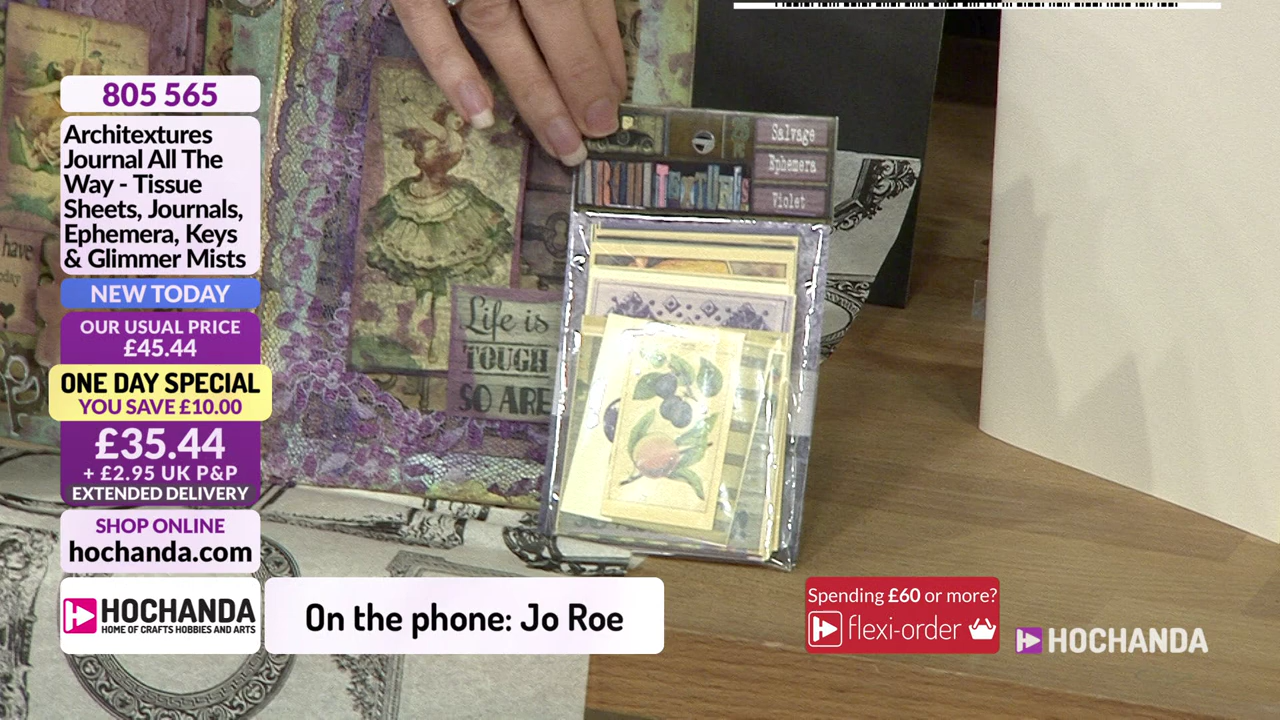 805 565
Architextures
Journal All The
Way - Tissue
Sheets, Journals,
Ephemera, Keys
& Glimmer Mists
NEW TODAY
OUR USUAL PRICE
£45.44
ONE DAY SPECIAL
YOU SAVE £10.00
£35.44
+ £2.95 UK P&P
EXTENDED DELIVERY
SHOP ONLINE
hochanda.com
HOCHANDA
HOME OF CRAFTS HOBBIES AND ARTS
On the phone: Jo Roe
Spending £60 or more?
flexi-order
HOCHANDA
Salvage
Ephemera
Violet
Life is
TOUGH
SO ARE
have
today